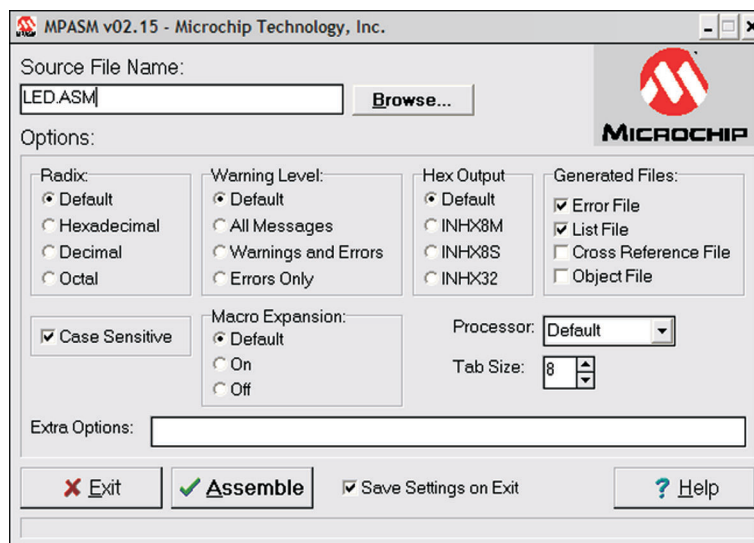 MPASM v02.15 - Microchip Technology, Inc.
Source File Name:
LED.ASM
Browse...
MICROCHIP
Options:
Radix:
Default
Hexadecimal
Decimal
Octal
Warning Level:
Default
All Messages
Warnings and Errors
Errors Only
Hex Output
Default
INHX8M
INHX8S
INHX32
Generated Files:
Error File
List File
Cross Reference File
Object File
Case Sensitive
Macro Expansion:
Default
On
Off
Processor: Default
Tab Size: 8
Extra Options:
Exit
Assemble
Save Settings on Exit
? Help